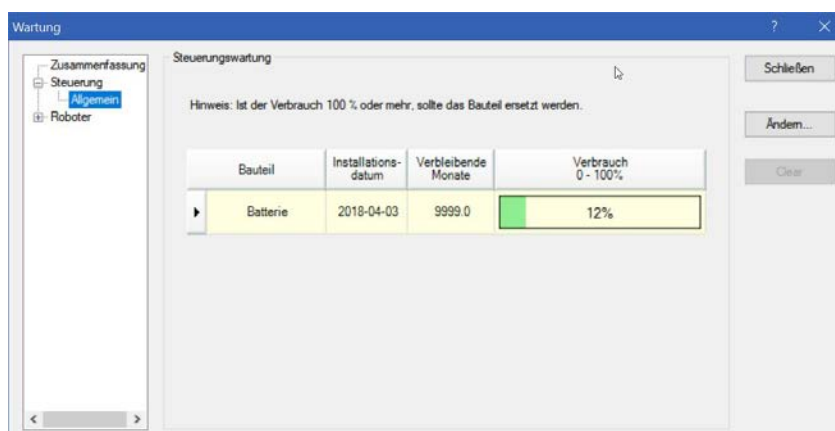 Wartung
?
Zusammenfassung
Steuerung
Allgemein
Roboter
Steuerungswartung
Hinweis: Ist der Verbrauch 100 % oder mehr, sollte das Bauteil ersetzt werden.
Bauteil
Installations-
datum
Verbleibende
Monate
Verbrauch
0 - 100%
Batterie
2018-04-03
9999.0
12%
Schließen
Ändern...
Clear